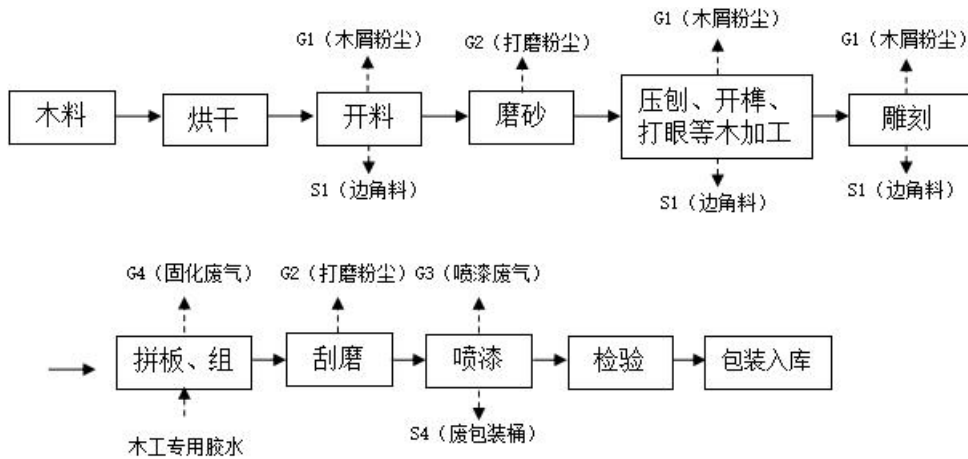 G1（木屑粉尘）
G2（打磨粉尘）
G1（木屑粉尘）
G1（木屑粉尘）
木料
烘干
开料
磨砂
压刨、开榫、
打眼等木加工
雕刻
S1（边角料）
S1（边角料）
S1（边角料）
G4（固化废气）
G2（打磨粉尘）
G3（喷漆废气）
拼板、组
刮磨
喷漆
检验
包装入库
木工专用胶水
S4（废包装桶）